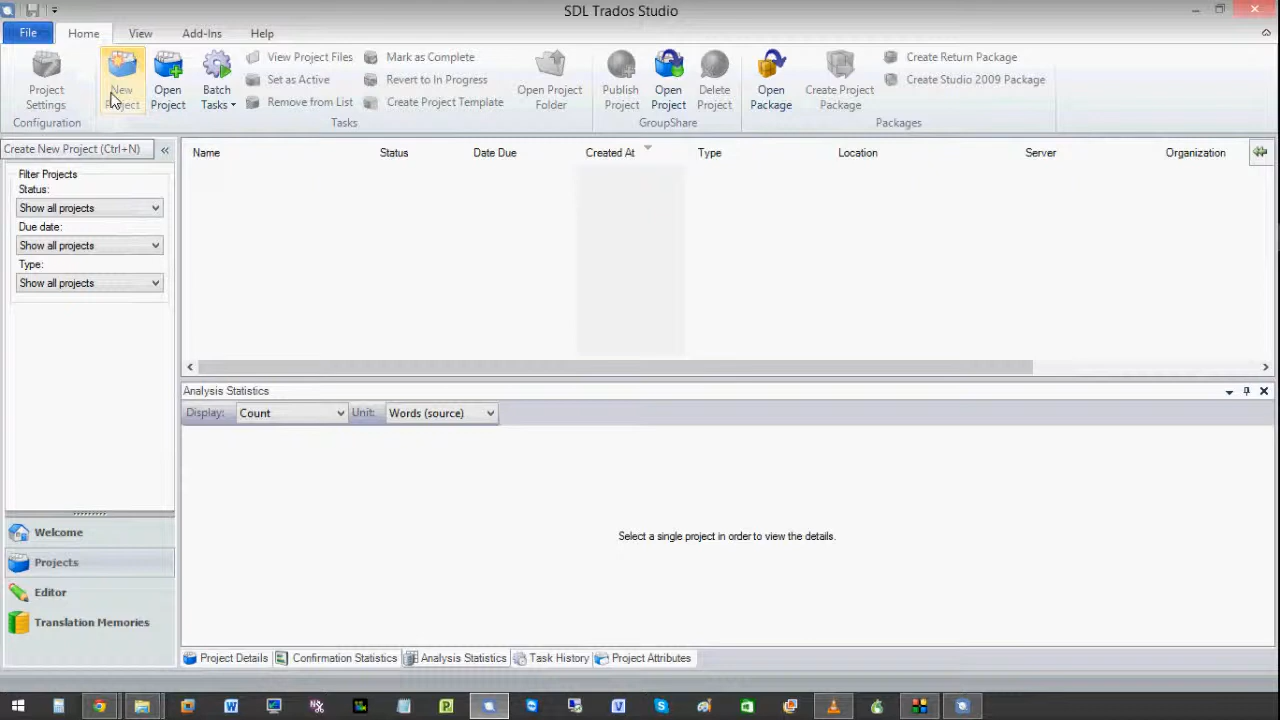 SDL Trados Studio
File Home View Add-Ins Help
Project Settings
New Project
Open Project
Batch Tasks
View Project Files
Set as Active
Remove from List
Mark as Complete
Revert to In Progress
Create Project Template
Open Project Folder
Publish Project
Open Project
Delete Project
Open Package
Create Project Package
Create Return Package
Create Studio 2009 Package
Configuration Tasks GroupShare Packages
Create New Project (Ctrl+N)
Name Status Date Due Created At Type Location Server Organization
Filter Projects
Status:
Show all projects
Due date:
Show all projects
Type:
Show all projects
Analysis Statistics
Display: Count Unit: Words (source)
Select a single project in order to view the details.
Welcome
Projects
Editor
Translation Memories
Project Details Confirmation Statistics Analysis Statistics Task History Project Attributes